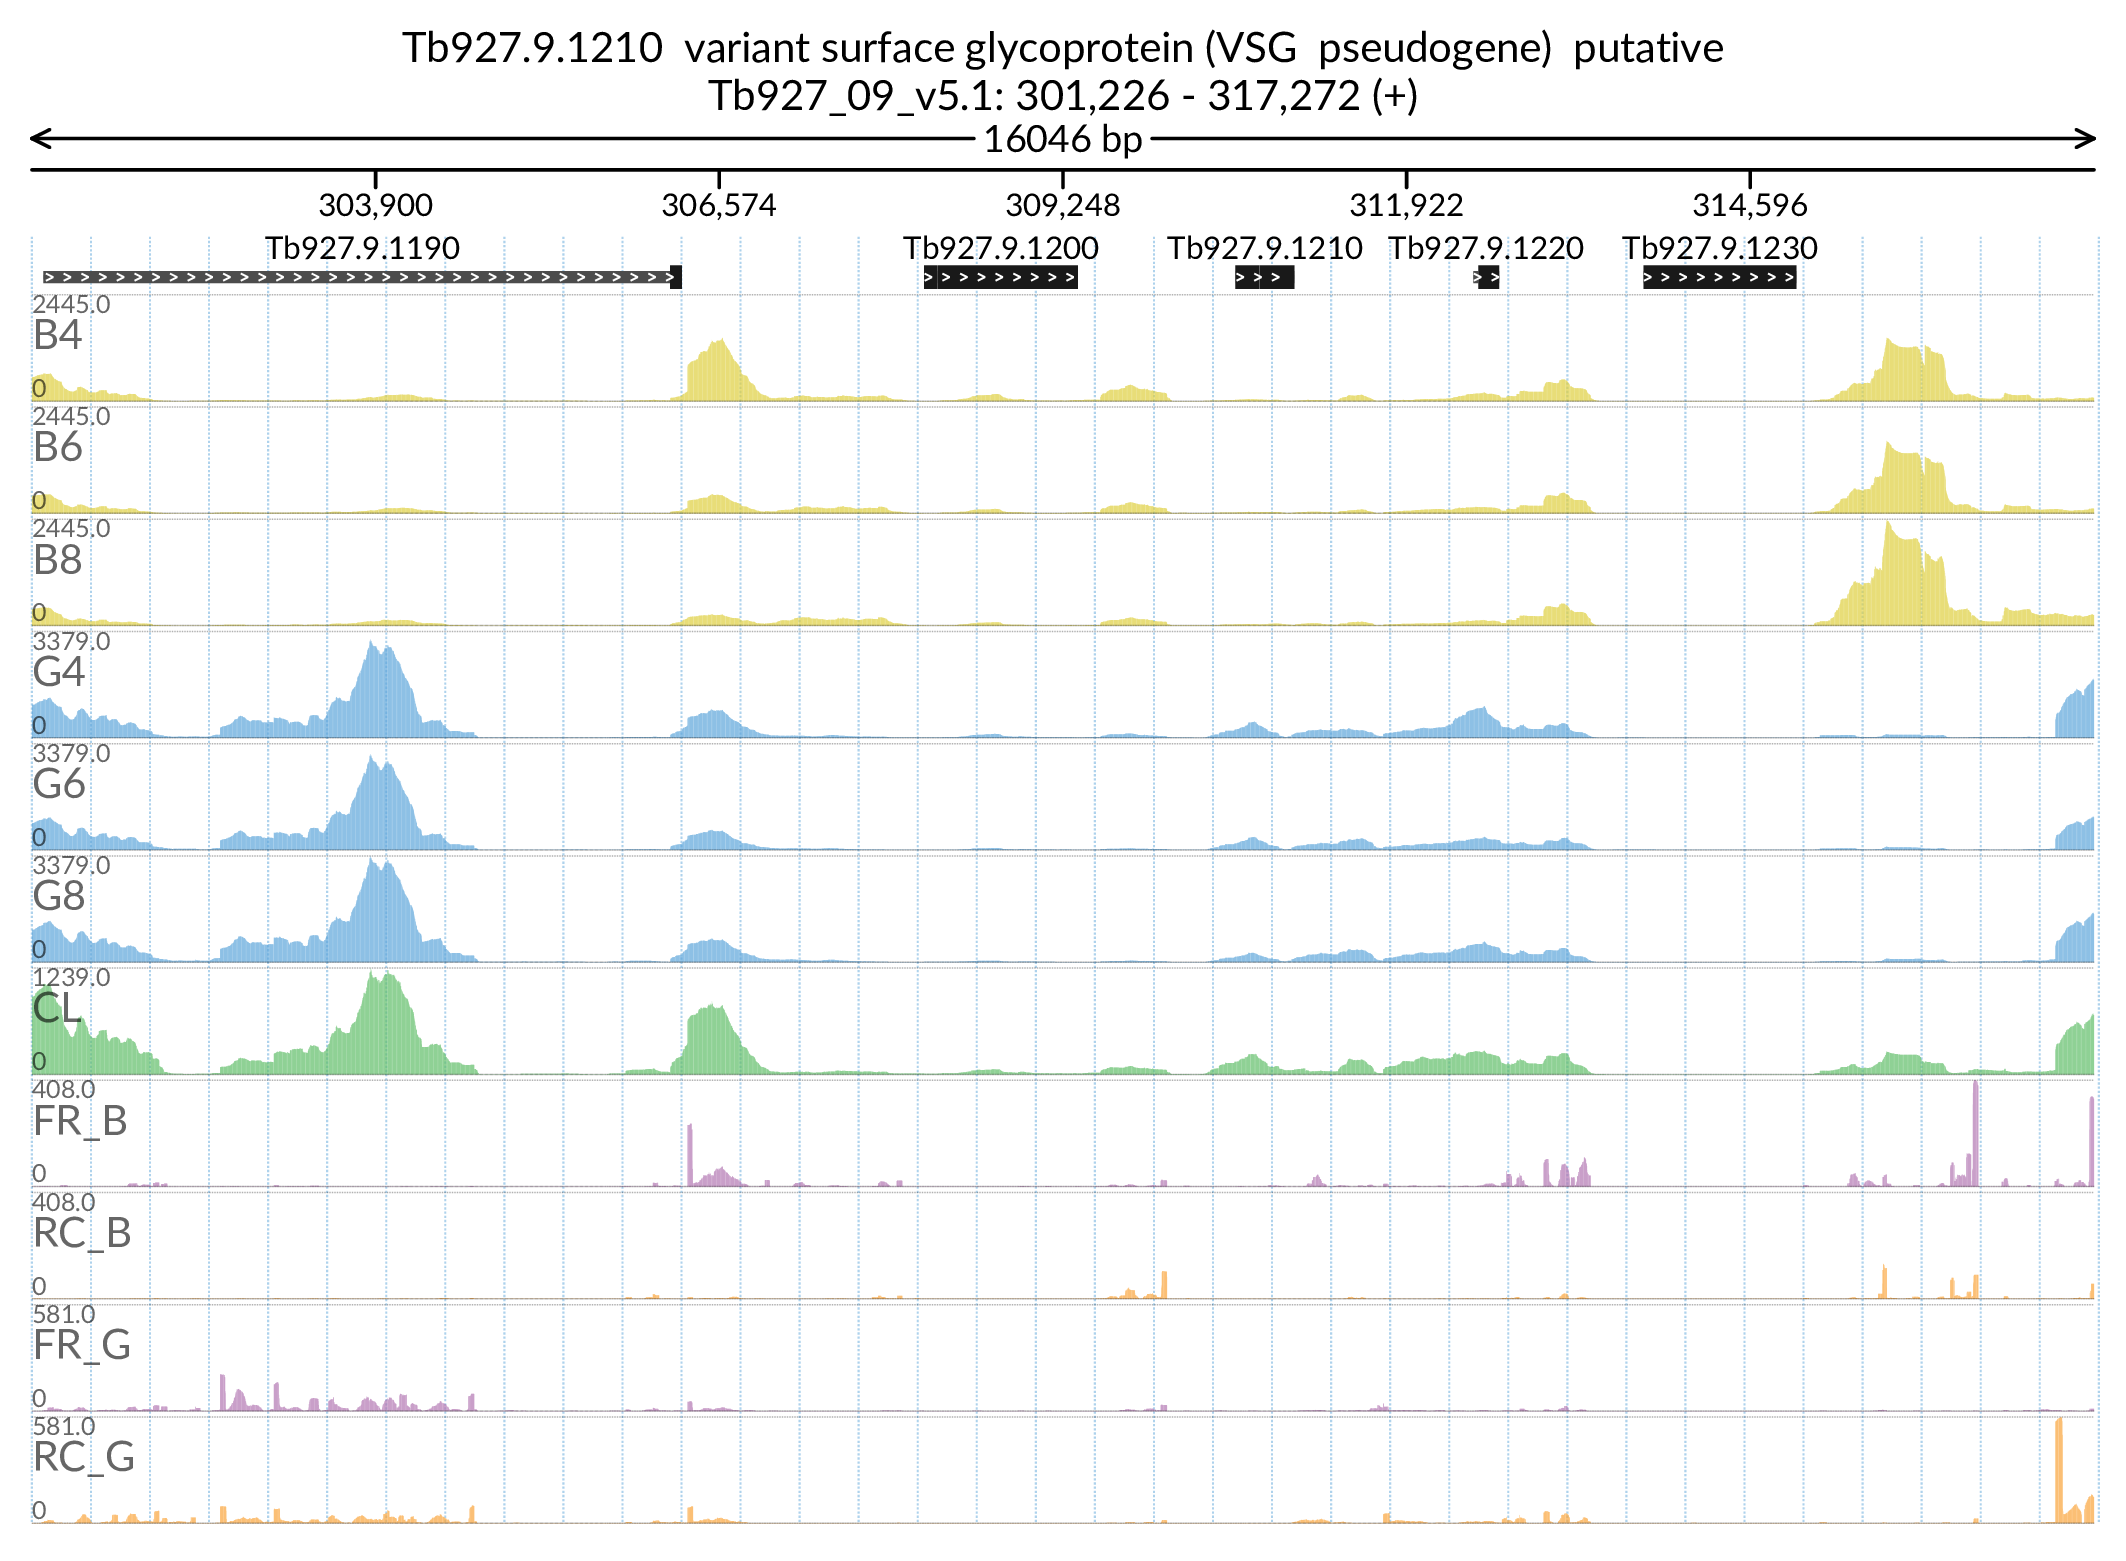 Tb927.9.1210 variant surface glycoprotein (VSG pseudogene) putative
Tb927_09_v5.1: 301,226 - 317,272 (+)
16046 bp
303,900 306,574 309,248 311,922 314,596
Tb927.9.1190 Tb927.9.1200 Tb927.9.1210 Tb927.9.1220 Tb927.9.1230
2445.0
B4
0
2445.0
B6
0
2445.0
B8
0
3379.0
G4
0
3379.0
G6
0
3379.0
G8
0
1239.0
CL
0
408.0
FR_B
0
408.0
RC_B
0
581.0
FR_G
0
581.0
RC_G
0